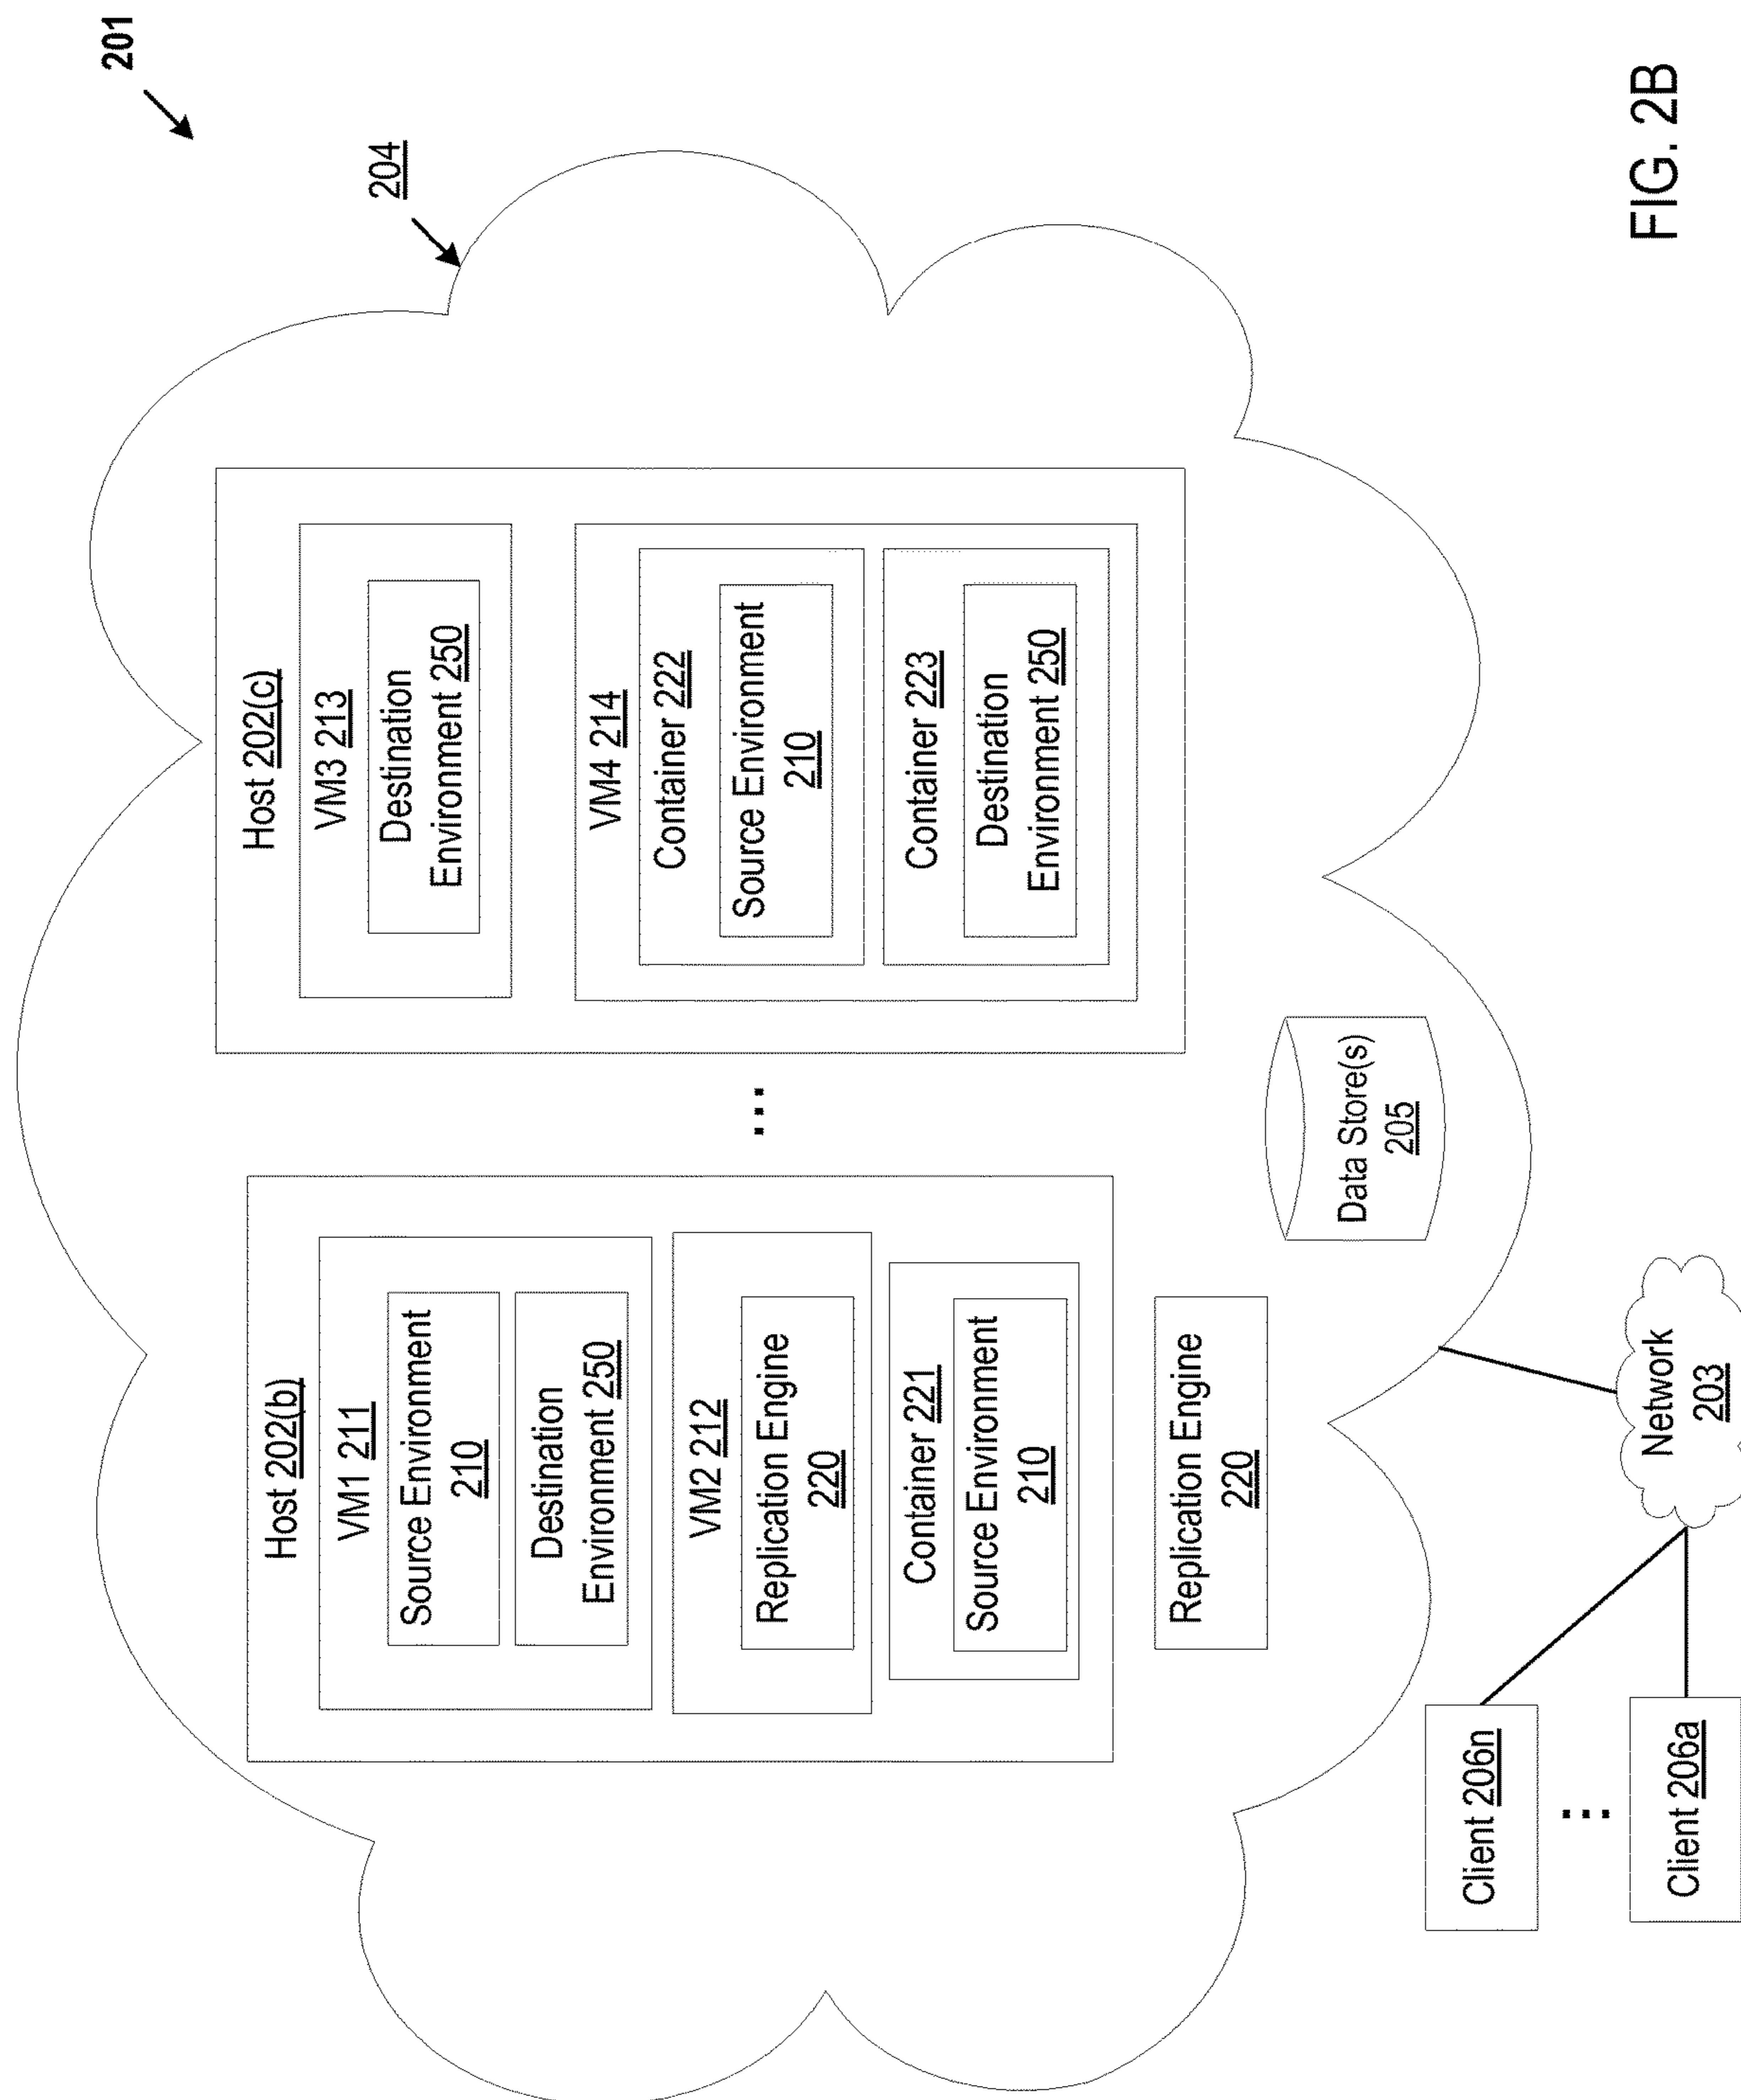 201
204
Host 202(b)
VM1 211
Source Environment
210
Destination
Environment 250
VM2 212
Replication Engine
220
Container 221
Source Environment
210
Replication Engine
220
...
Host 202(c)
VM3 213
Destination
Environment 250
VM4 214
Container 222
Source Environment
210
Container 223
Destination
Environment 250
Data Store(s)
205
Client 206n
...
Client 206a
Network
203
FIG. 2B